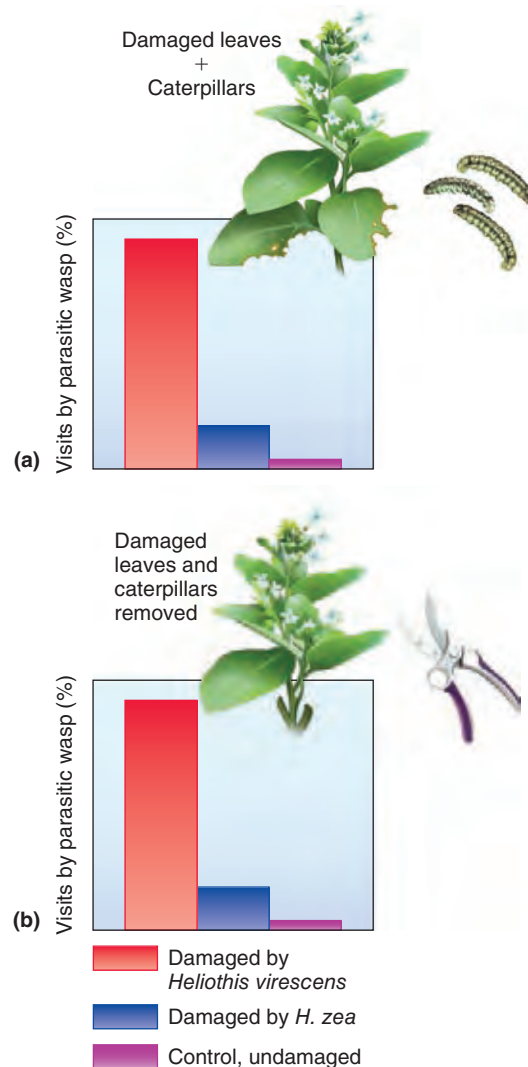 Damaged leaves
+
Caterpillars
Visits by parasitic wasp (%)
(a)
Damaged
leaves and
caterpillars
removed
Visits by parasitic wasp (%)
(b)
Damaged by
Heliothis virescens
Damaged by H. zea
Control, undamaged